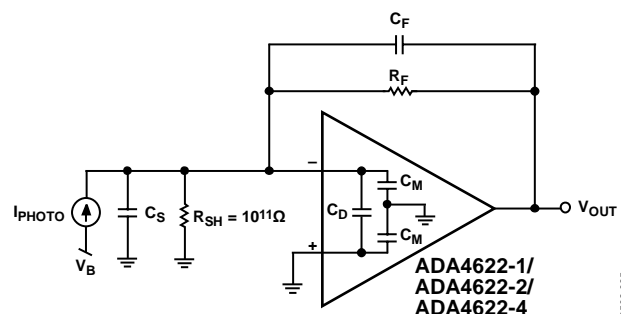 CF
RF
–
CM
IPHOTO
CS
RSH = 10¹¹Ω
CD
VOUT
CM
+
VB
ADA4622-1/
ADA4622-2/
ADA4622-4